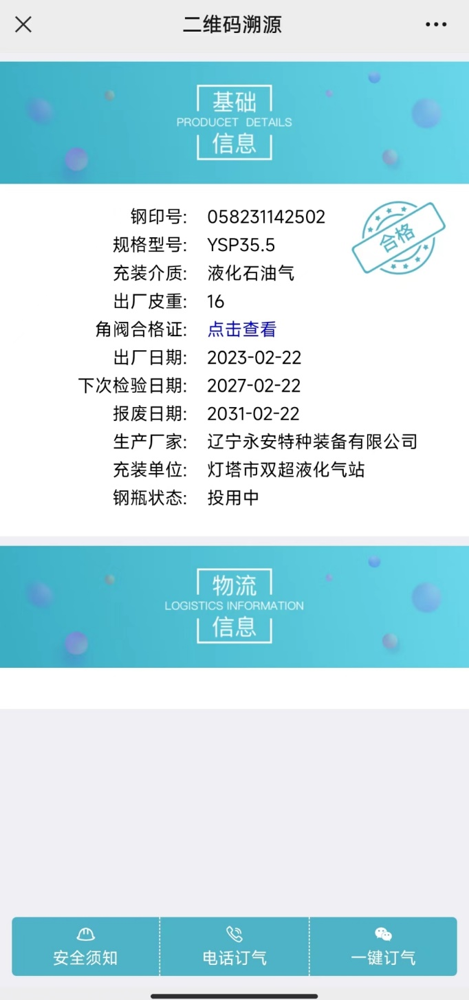 二维码溯源
基础
PRODUCET DETAILS
信息
钢印号: 058231142502
合格
规格型号: YSP35.5
充装介质: 液化石油气
出厂皮重: 16
角阀合格证: 点击查看
出厂日期: 2023-02-22
下次检验日期: 2027-02-22
报废日期: 2031-02-22
生产厂家: 辽宁永安特种装备有限公司
充装单位: 灯塔市双超液化气站
钢瓶状态: 投用中
物流
LOGISTICS INFORMATION
信息
安全须知 电话订气 一键订气